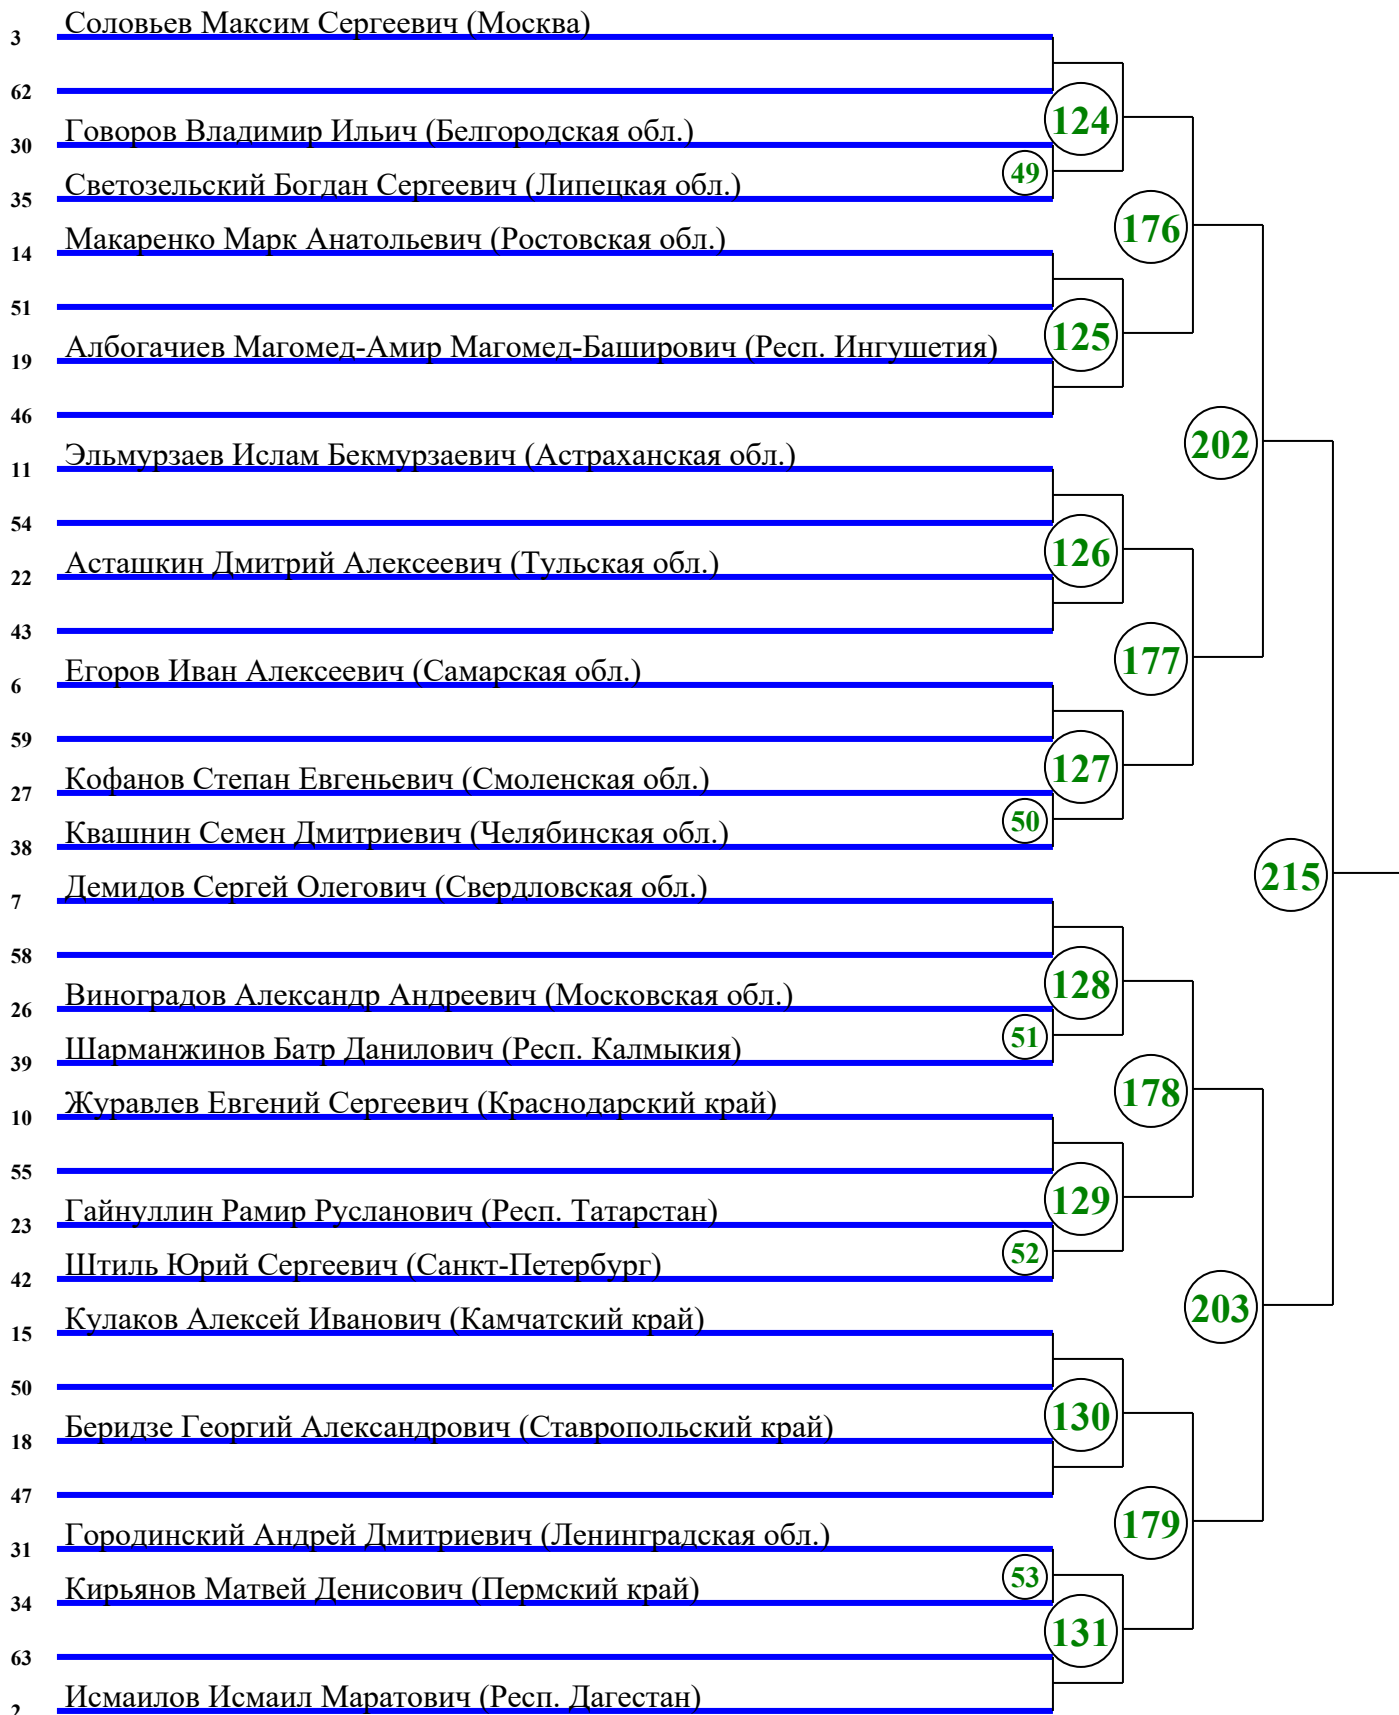 Соловьев Максим Сергеевич (Москва)
3
62
124
Говоров Владимир Ильич (Белгородская обл.)
30
49
Светозельский Богдан Сергеевич (Липецкая обл.)
35
176
Макаренко Марк Анатольевич (Ростовская обл.)
14
51
125
Албогачиев Магомед-Амир Магомед-Баширович (Респ. Ингушетия)
19
46
202
Эльмурзаев Ислам Бекмурзаевич (Астраханская обл.)
11
54
126
Асташкин Дмитрий Алексеевич (Тульская обл.)
22
43
177
Егоров Иван Алексеевич (Самарская обл.)
6
59
127
Кофанов Степан Евгеньевич (Смоленская обл.)
27
50
Квашнин Семен Дмитриевич (Челябинская обл.)
38
215
Демидов Сергей Олегович (Свердловская обл.)
7
58
128
Виноградов Александр Андреевич (Московская обл.)
26
51
Шарманжинов Батр Данилович (Респ. Калмыкия)
39
178
Журавлев Евгений Сергеевич (Краснодарский край)
10
55
129
Гайнуллин Рамир Русланович (Респ. Татарстан)
23
52
Штиль Юрий Сергеевич (Санкт-Петербург)
42
203
Кулаков Алексей Иванович (Камчатский край)
15
50
130
Беридзе Георгий Александрович (Ставропольский край)
18
47
179
Городинский Андрей Дмитриевич (Ленинградская обл.)
31
53
Кирьянов Матвей Денисович (Пермский край)
34
131
63
Исмаилов Исмаил Маратович (Респ. Дагестан)
2